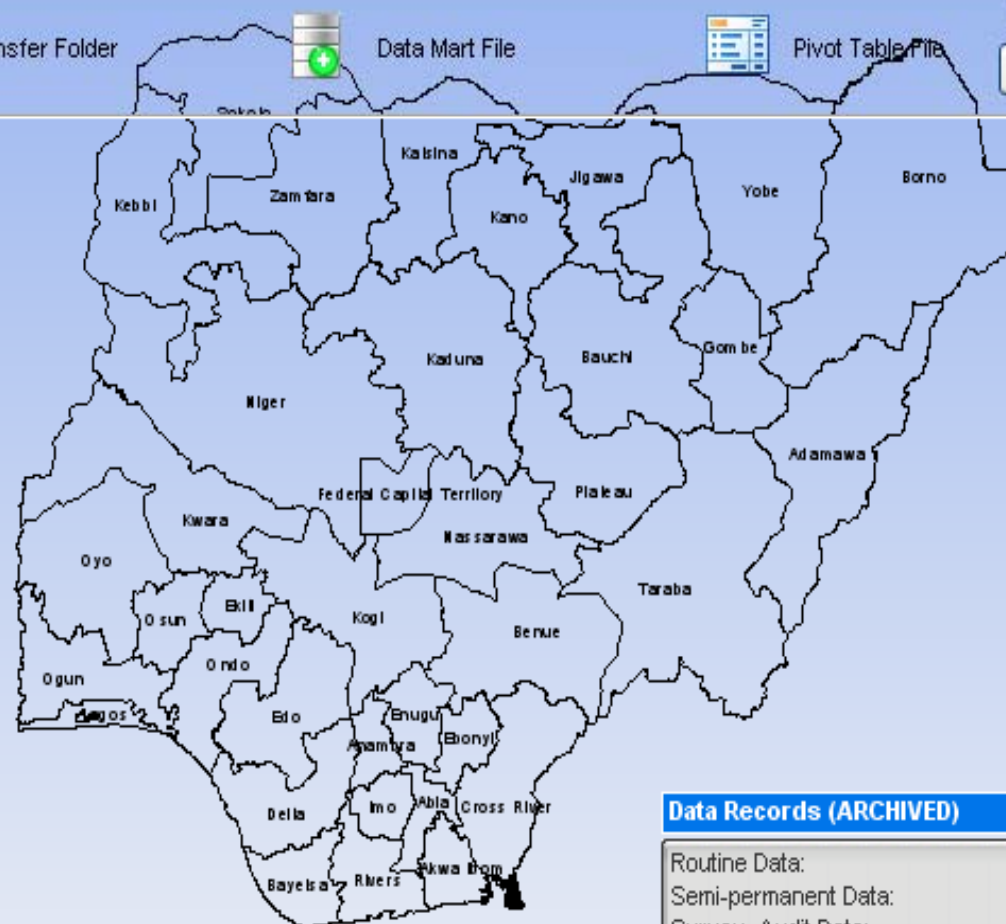 nsfer Folder
Data Mart File
Pivot Table File
Sokoto
Katsina
Jigawa
Borno
Yobe
Zamfara
Kebbi
Kano
Gombe
Bauchi
Kaduna
Niger
Adamawa
Federal Capital Territory
Plateau
Kwara
Nassarawa
Oyo
Taraba
Ekiti
Osun
Kogi
Benue
Ondo
Ogun
Lagos
Edo
Enugu
Ebonyi
Anambra
Imo
Abia
Cross River
Delta
Akwa Ibom
Rivers
Bayelsa
Data Records (ARCHIVED)
Routine Data:
Semi-permanent Data: